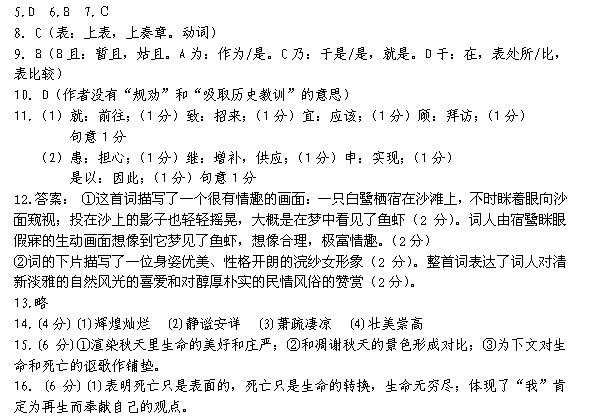 5.D 6.B 7.C
8. C(表：上表，上奏章。动词)
9. B(B且：暂且，姑且。A为：作为/是。C乃：于是/是，就是。D于：在，表处所/比，
表比较)
10. D(作者没有“规劝”和“吸取历史教训”的意思)
11. (1) 就：前往；(1分) 致：招来；(1分) 宜：应该；(1分) 顾：拜访；(1分)
句意1分
(2) 患：担心；(1分) 继：增补，供应；(1分) 申：实现；(1分)
是以：因此；(1分) 句意1分
12.答案： ①这首词描写了一个很有情趣的画面：一只白鹭栖宿在沙滩上，不时眯着眼向沙
面窥视；投在沙上的影子也轻轻摇晃，大概是在梦中看见了鱼虾（2 分）。词人由宿鹭眯眼
假寐的生动画面想像到它梦见了鱼虾，想像合理，极富情趣。（2分）
②词的下片描写了一位身姿优美、性格开朗的浣纱女形象（2 分）。整首词表达了词人对清
新淡雅的自然风光的喜爱和对醇厚朴实的民情风俗的赞赏（2分）。
13.略
14.(4分)(1)辉煌灿烂 (2)静谧安详 (3)萧疏凄凉 (4)壮美崇高
15.(6 分)①渲染秋天里生命的美好和庄严；②和凋谢秋天的景色形成对比；③为下文对生
命和死亡的讴歌作铺垫。
16. (6 分)(1)表明死亡只是表面的，死亡只是生命的转换，生命无穷尽；体现了“我”肯
定为再生而奉献自己的观点。